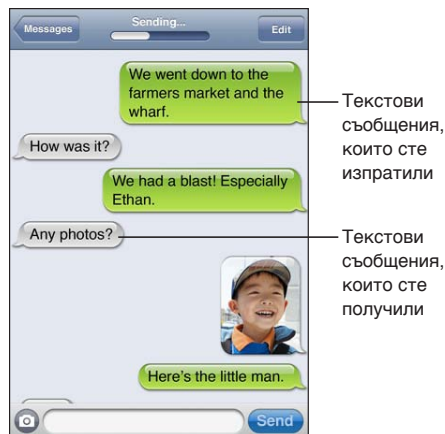 Messages
Sending...
Edit
We went down to the
farmers market and the
wharf.
How was it?
We had a blast! Especially
Ethan.
Any photos?
Here's the little man.
Send
Текстови
съобщения,
които сте
изпратили
Текстови
съобщения,
които сте
получили